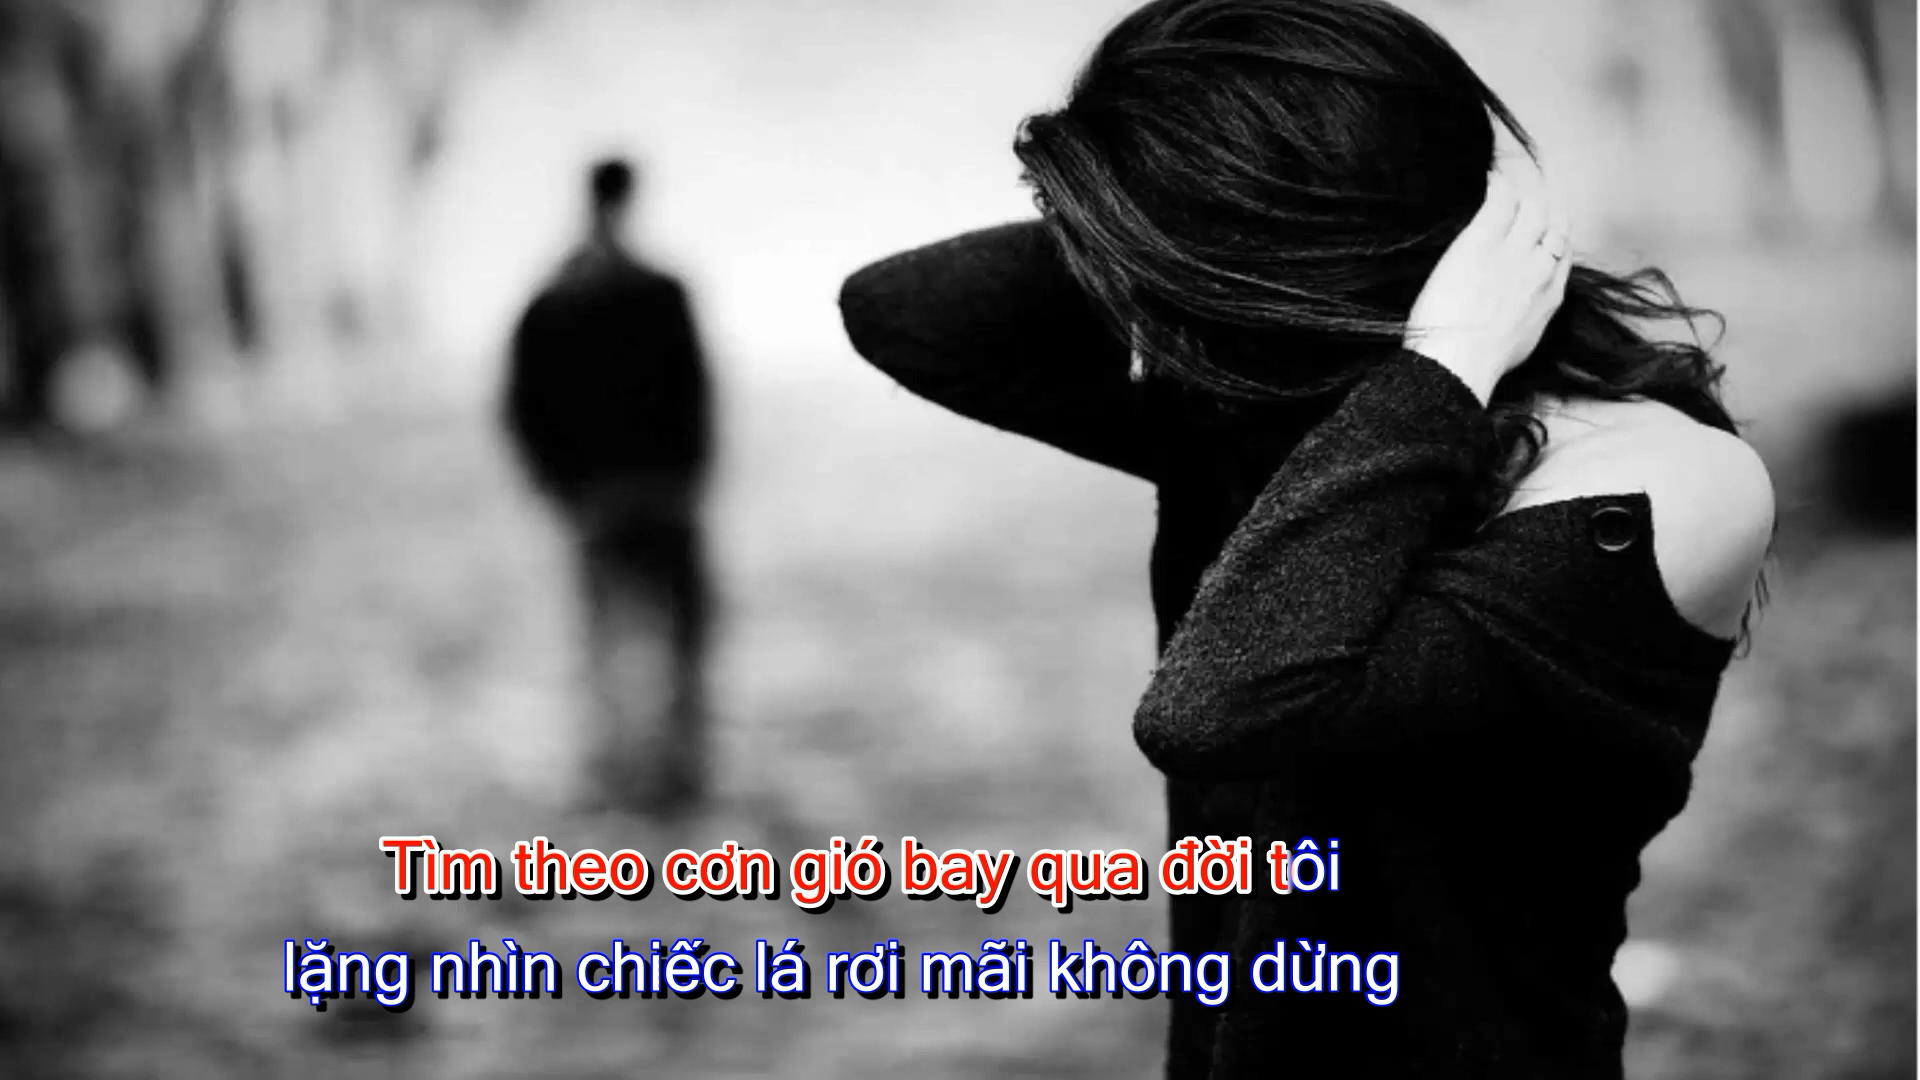 Tìm theo cơn gió bay qua đời tôi
lặng nhìn chiếc lá rơi mãi không dừng